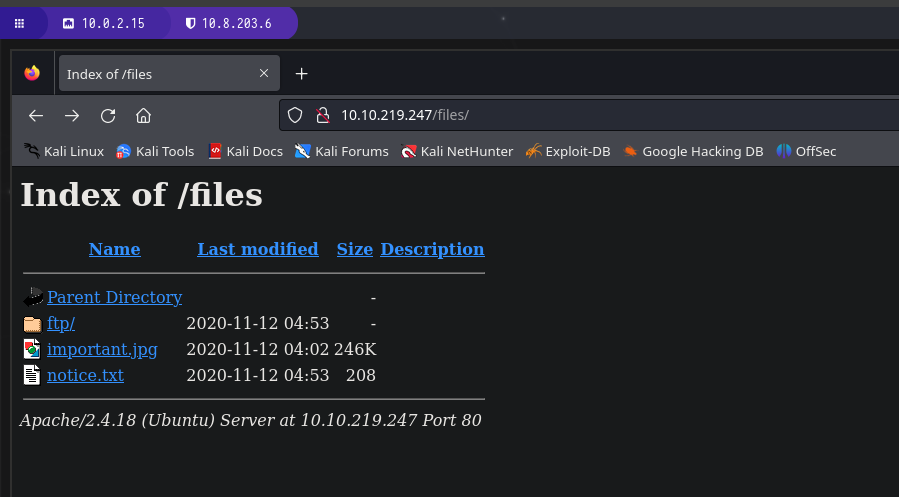 10.0.2.15 10.8.203.6
Index of /files
10.10.219.247/files/
Kali Linux Kali Tools Kali Docs Kali Forums Kali NetHunter Exploit-DB Google Hacking DB OffSec
Index of /files
Name Last modified Size Description
Parent Directory -
ftp/ 2020-11-12 04:53 -
important.jpg 2020-11-12 04:02 246K
notice.txt 2020-11-12 04:53 208
Apache/2.4.18 (Ubuntu) Server at 10.10.219.247 Port 80